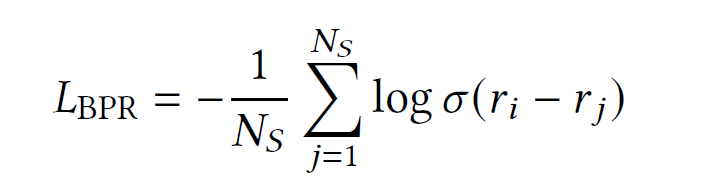 L_BPR = -\frac{1}{N_S} \sum_{j=1}^{N_S} \log \sigma(r_i - r_j)